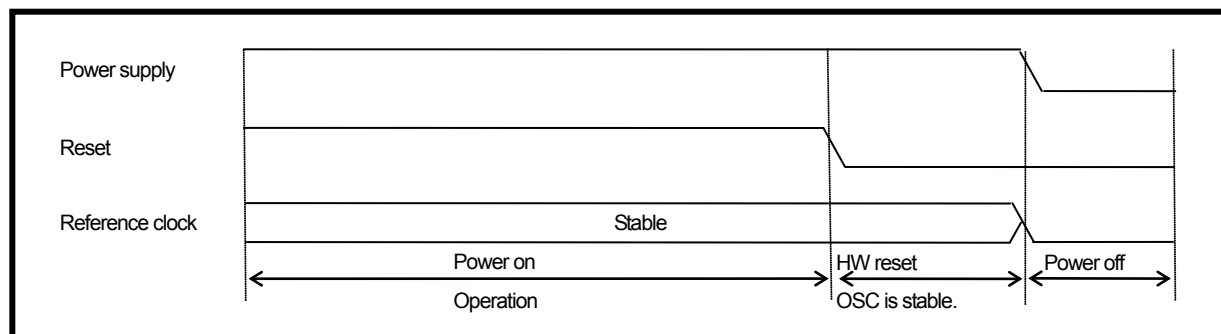 Power supply
Reset
Reference clock
Stable
Power on
HW reset
Power off
Operation
OSC is stable.